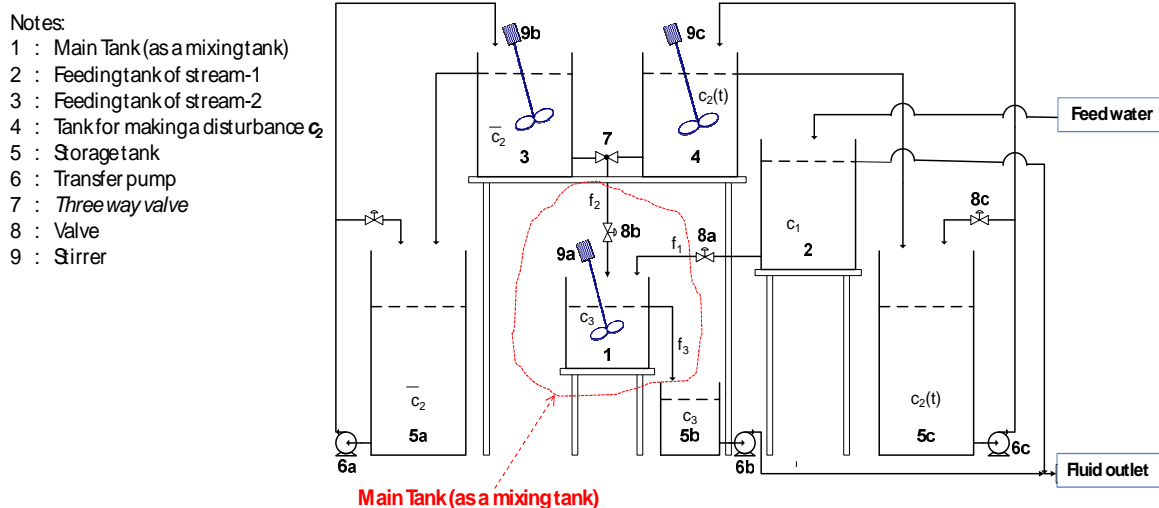 Notes:
1 : Main Tank (as a mixing tank)
2 : Feeding tank of stream-1
3 : Feeding tank of stream-2
4 : Tank for making a disturbance c2
5 : Storage tank
6 : Transfer pump
7 : Three way valve
8 : Valve
9 : Stirrer
9b
9c
c2(t)
c̅2
3
7
4
Feed water
f2
8b
8a
f1
c1
2
8c
9a
c3
1
f3
c̅2
5a
c3
5b
c2(t)
5c
6a
6b
6c
Fluid outlet
Main Tank (as a mixing tank)